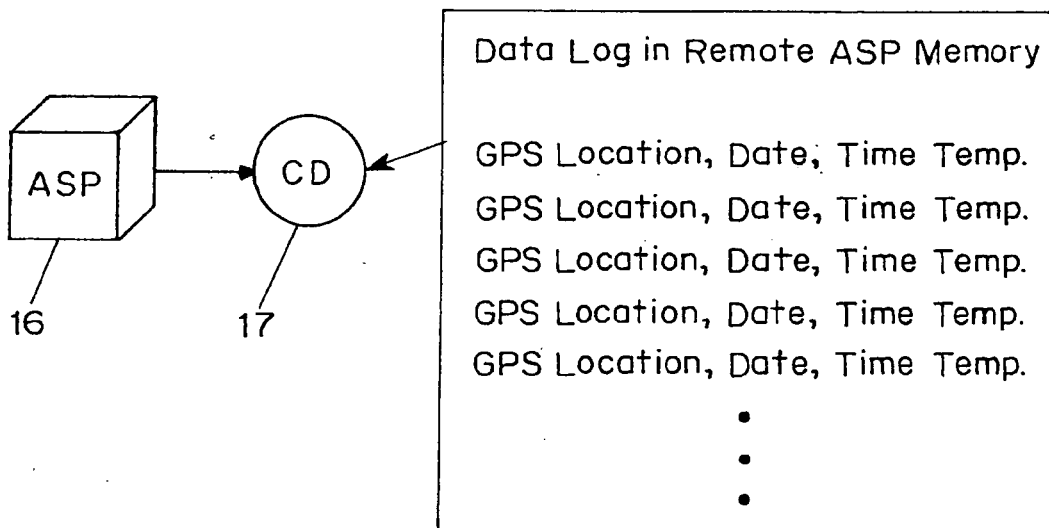 Data Log in Remote ASP Memory
ASP
CD
16
17
GPS Location, Date, Time Temp.
GPS Location, Date, Time Temp.
GPS Location, Date, Time Temp.
GPS Location, Date, Time Temp.
GPS Location, Date, Time Temp.